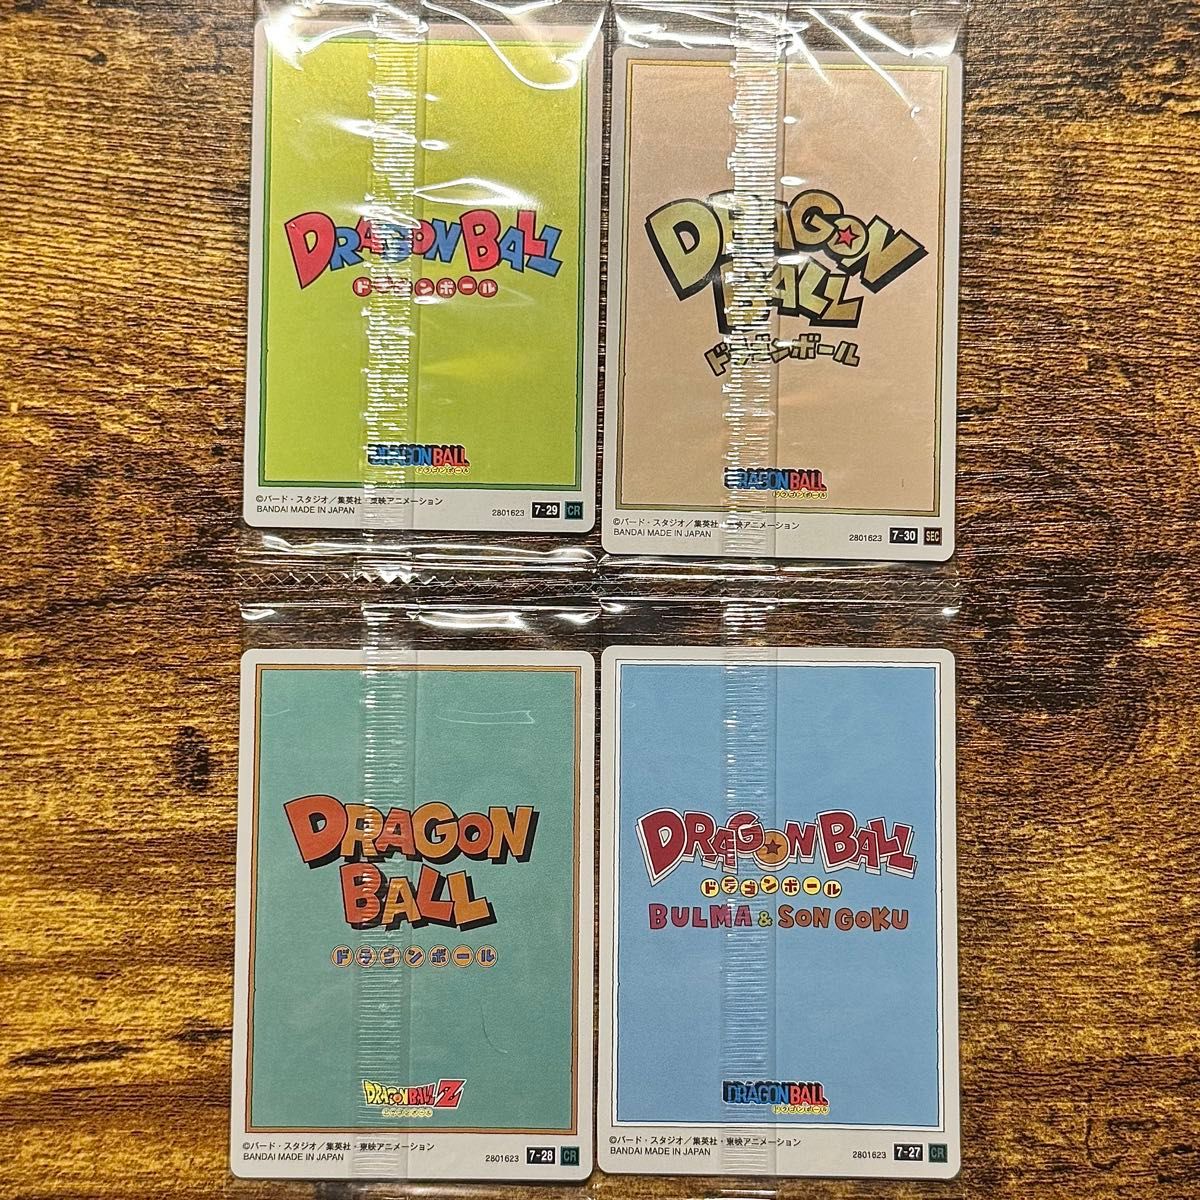 DRAGON BALL
ドラゴンボール
DRAGONBALL
ドラゴンボール
©バード・スタジオ/集英社・東映アニメーション
BANDAI MADE IN JAPAN
2801623 7-29 CR
DRAGON
BALL
ドラゴンボール
DRAGONBALL
ドラゴンボール
©バード・スタジオ/集英社・東映アニメーション
BANDAI MADE IN JAPAN
2801623 7-30 SEC
DRAGON
BALL
ドラゴンボール
DRAGONBALL Z
©バード・スタジオ/集英社・東映アニメーション
BANDAI MADE IN JAPAN
2801623 7-28 CR
DRAGON BALL
ドラゴンボール
BULMA & SON GOKU
DRAGONBALL
ドラゴンボール
©バード・スタジオ/集英社・東映アニメーション
BANDAI MADE IN JAPAN
2801623 7-27 CR